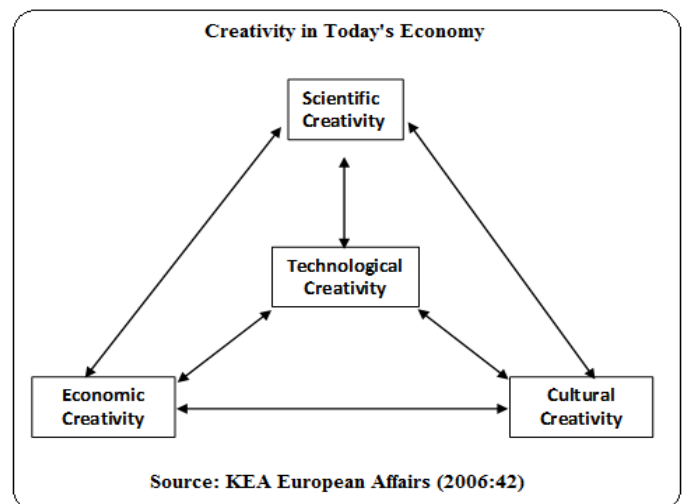 Creativity in Today's Economy
Scientific
Creativity
Technological
Creativity
Economic
Creativity
Cultural
Creativity
Source: KEA European Affairs (2006:42)